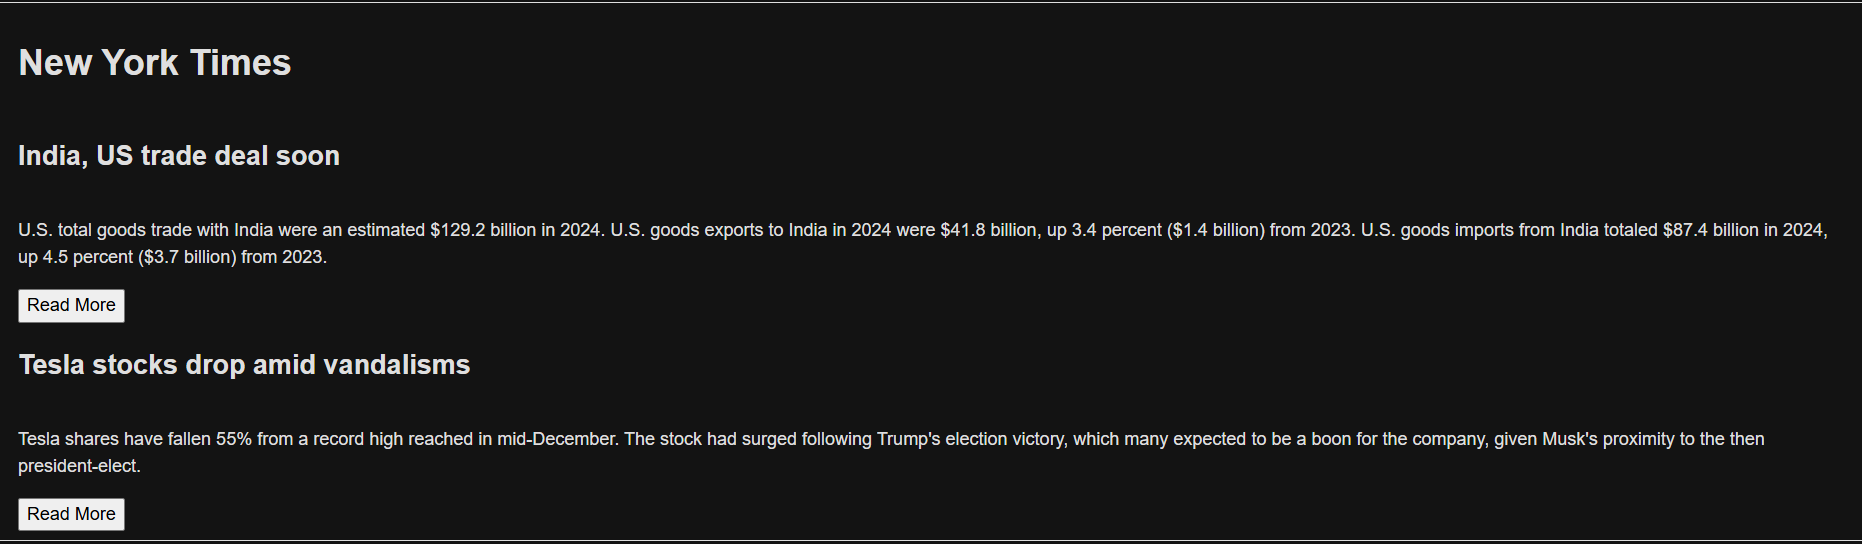 New York Times
India, US trade deal soon
U.S. total goods trade with India were an estimated $129.2 billion in 2024. U.S. goods exports to India in 2024 were $41.8 billion, up 3.4 percent ($1.4 billion) from 2023. U.S. goods imports from India totaled $87.4 billion in 2024,
up 4.5 percent ($3.7 billion) from 2023.
Read More
Tesla stocks drop amid vandalisms
Tesla shares have fallen 55% from a record high reached in mid-December. The stock had surged following Trump's election victory, which many expected to be a boon for the company, given Musk's proximity to the then
president-elect.
Read More